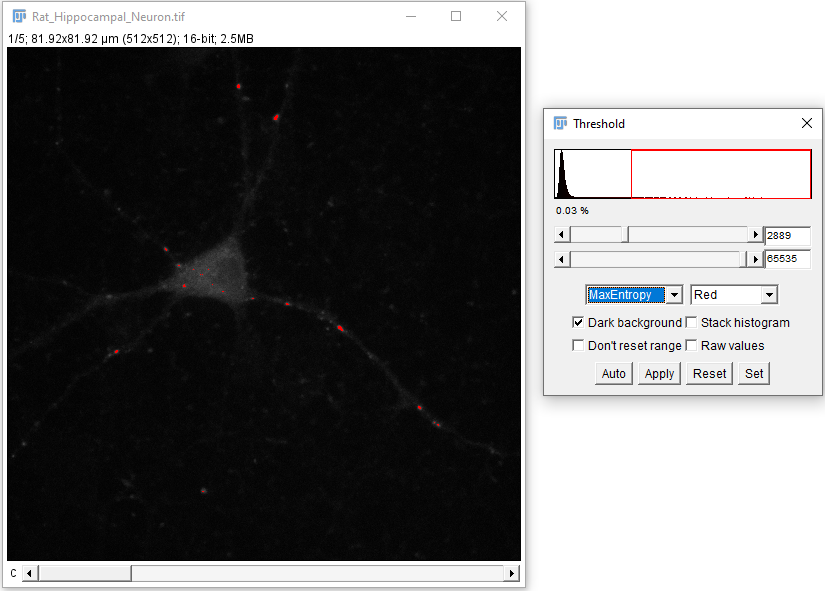 Rat_Hippocampal_Neuron.tif
1/5; 81.92x81.92 µm (512x512); 16-bit; 2.5MB
C
Threshold
0.03 %
2889
65535
MaxEntropy Red
Dark background Stack histogram
Don't reset range Raw values
Auto Apply Reset Set